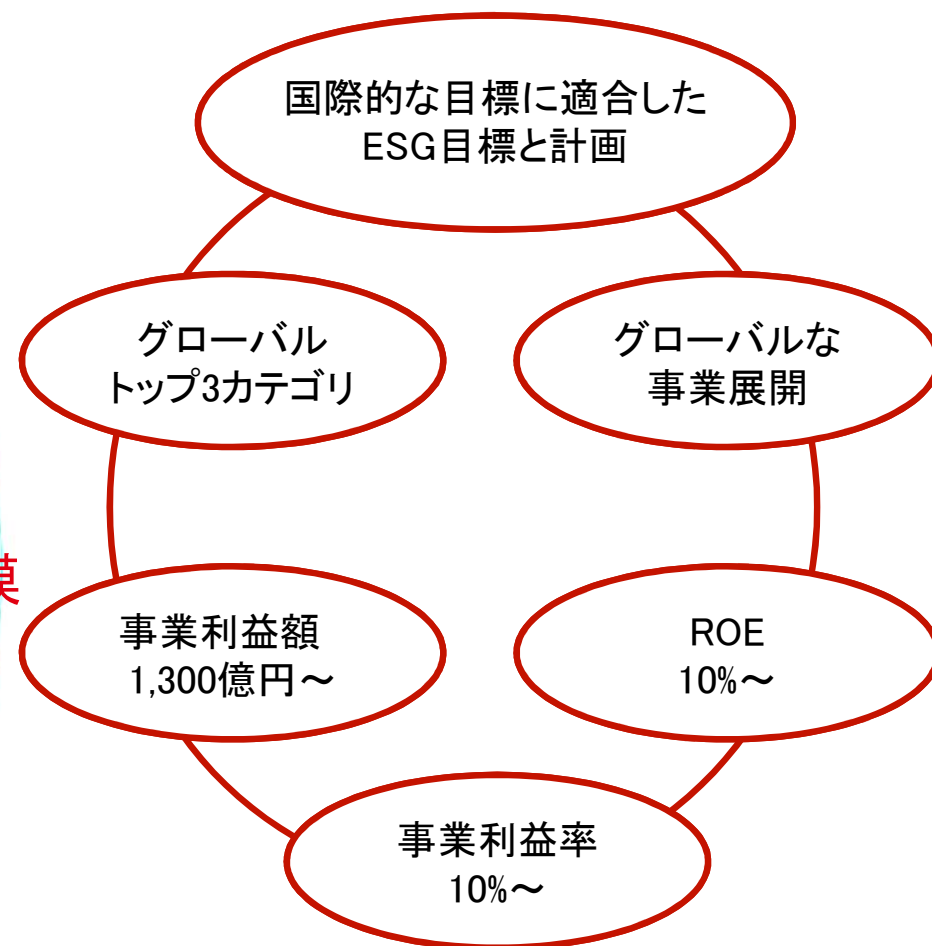 国際的な目標に適合した
ESG目標と計画
グローバル
トップ3カテゴリ
グローバルな
事業展開
事業利益額
1,300億円～
ROE
10%～
事業利益率
10%～